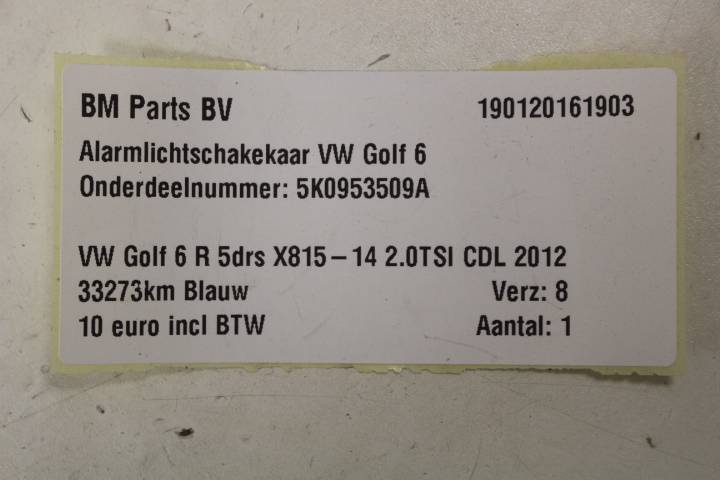 BM Parts BV 190120161903
Alarmlichtschakekaar VW Golf 6
Onderdeelnummer: 5K0953509A
VW Golf 6 R 5drs X815-14 2.0TSI CDL 2012
33273km Blauw Verz: 8
10 euro incl BTW Aantal: 1